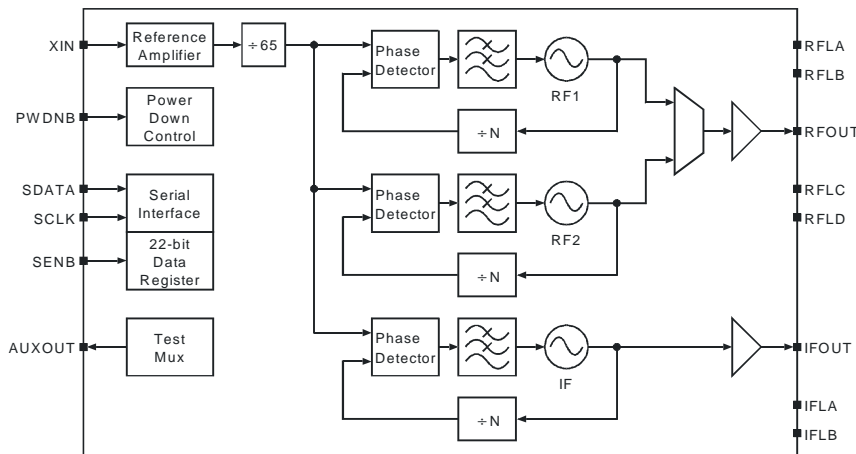 XIN
Reference
Amplifier
÷65
Phase
Detector
RF1
÷N
RFLA
RFLB
PWDNB
Power
Down
Control
RFOUT
SDATA
SCLK
Serial
Interface
SENB
22-bit
Data
Register
Phase
Detector
RF2
÷N
RFLC
RFLD
AUXOUT
Test
Mux
Phase
Detector
IF
÷N
IFOUT
IFLA
IFLB